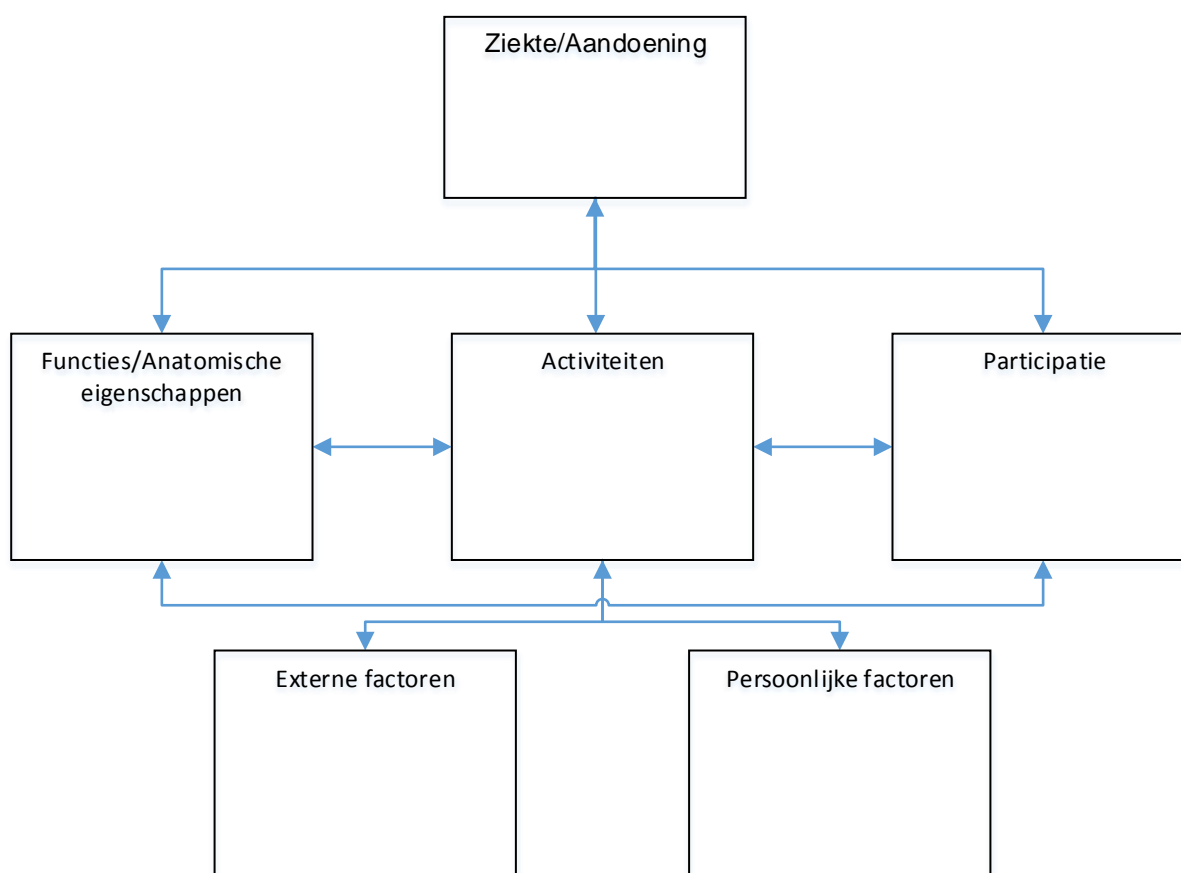 Ziekte/Aandoening
Functies/Anatomische
eigenschappen
Activiteiten
Participatie
Externe factoren
Persoonlijke factoren